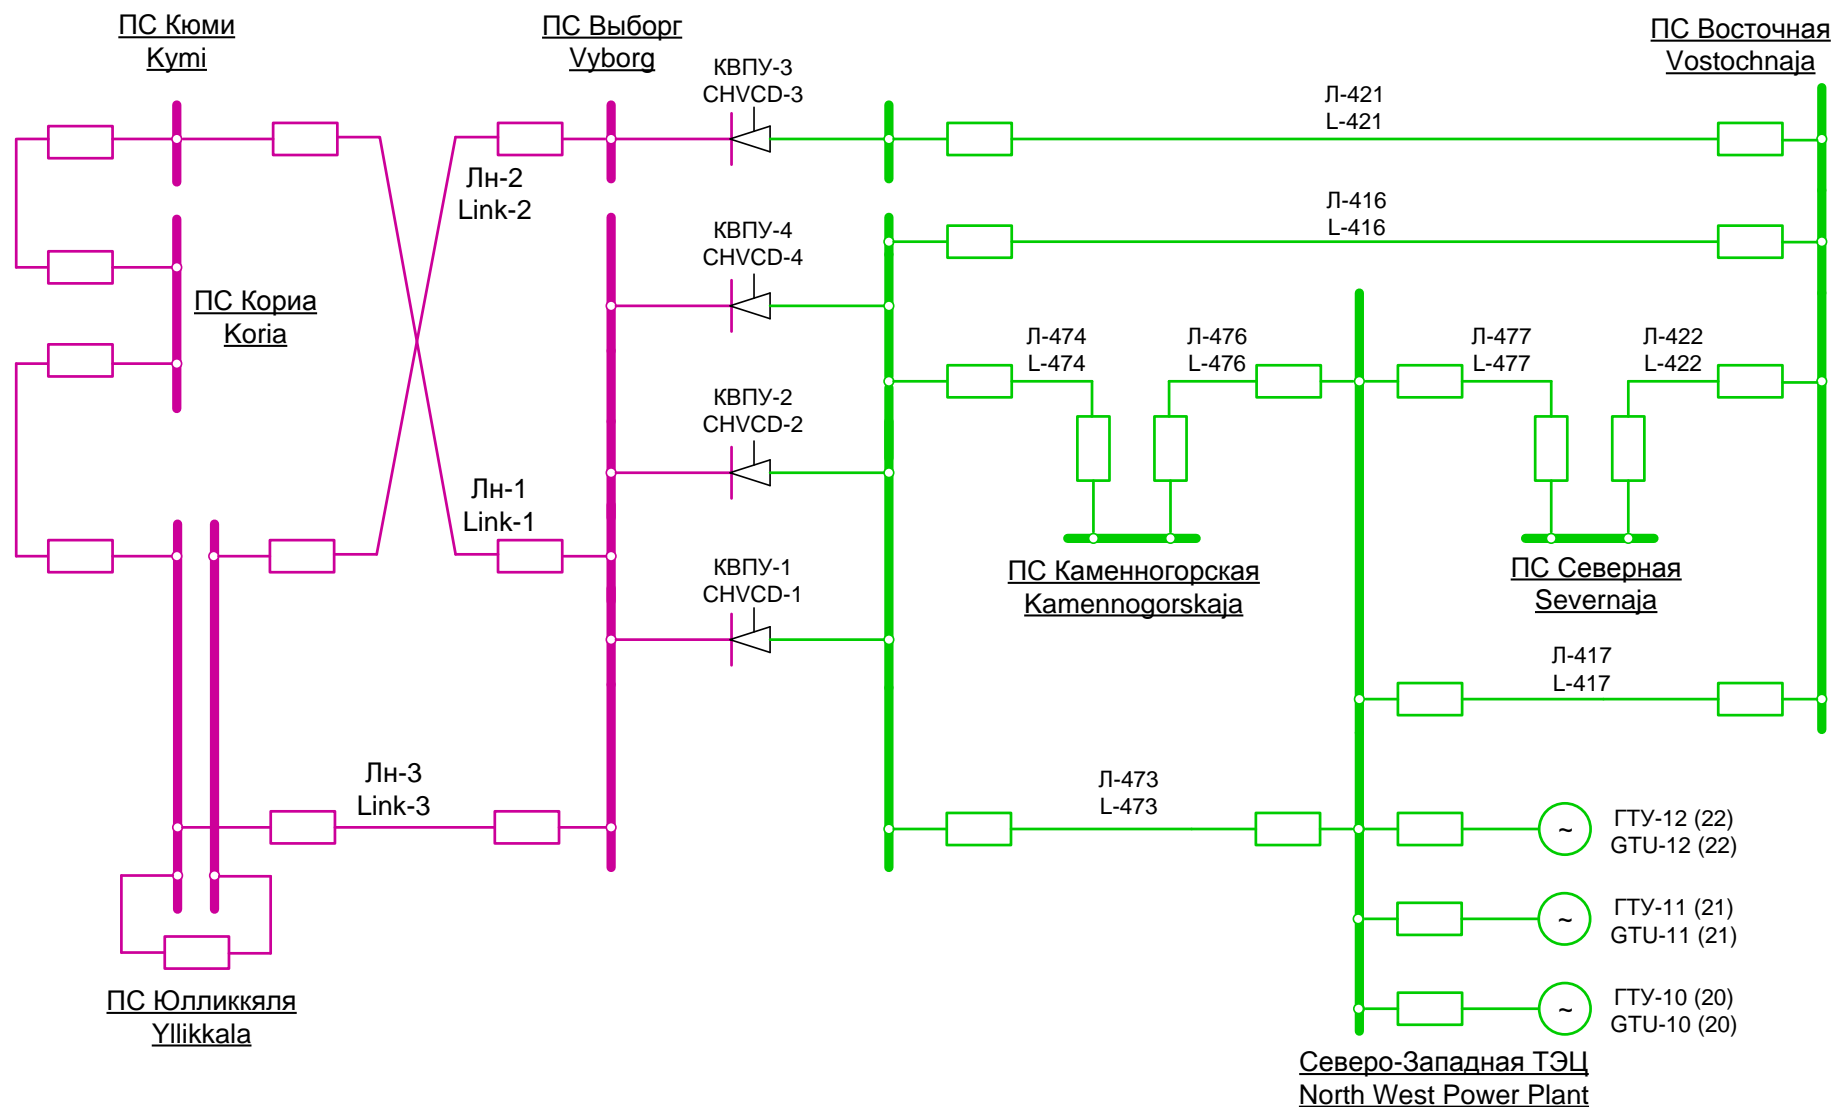 ПС Кюми
Kymi
ПС Выборг
Vyborg
ПС Восточная
Vostochnaja
КВПУ-3
CHVCD-3
Л-421
L-421
Лн-2
Link-2
Л-416
L-416
КВПУ-4
CHVCD-4
ПС Кориа
Koria
Л-474
L-474
Л-476
L-476
Л-477
L-477
Л-422
L-422
КВПУ-2
CHVCD-2
Лн-1
Link-1
КВПУ-1
CHVCD-1
ПС Каменногорская
Kamennogorskaja
ПС Северная
Severnaja
Л-417
L-417
Лн-3
Link-3
Л-473
L-473
~
ГТУ-12 (22)
GTU-12 (22)
~
ГТУ-11 (21)
GTU-11 (21)
~
ГТУ-10 (20)
GTU-10 (20)
ПС Юлликкяля
Yllikkala
Северо-Западная ТЭЦ
North West Power Plant